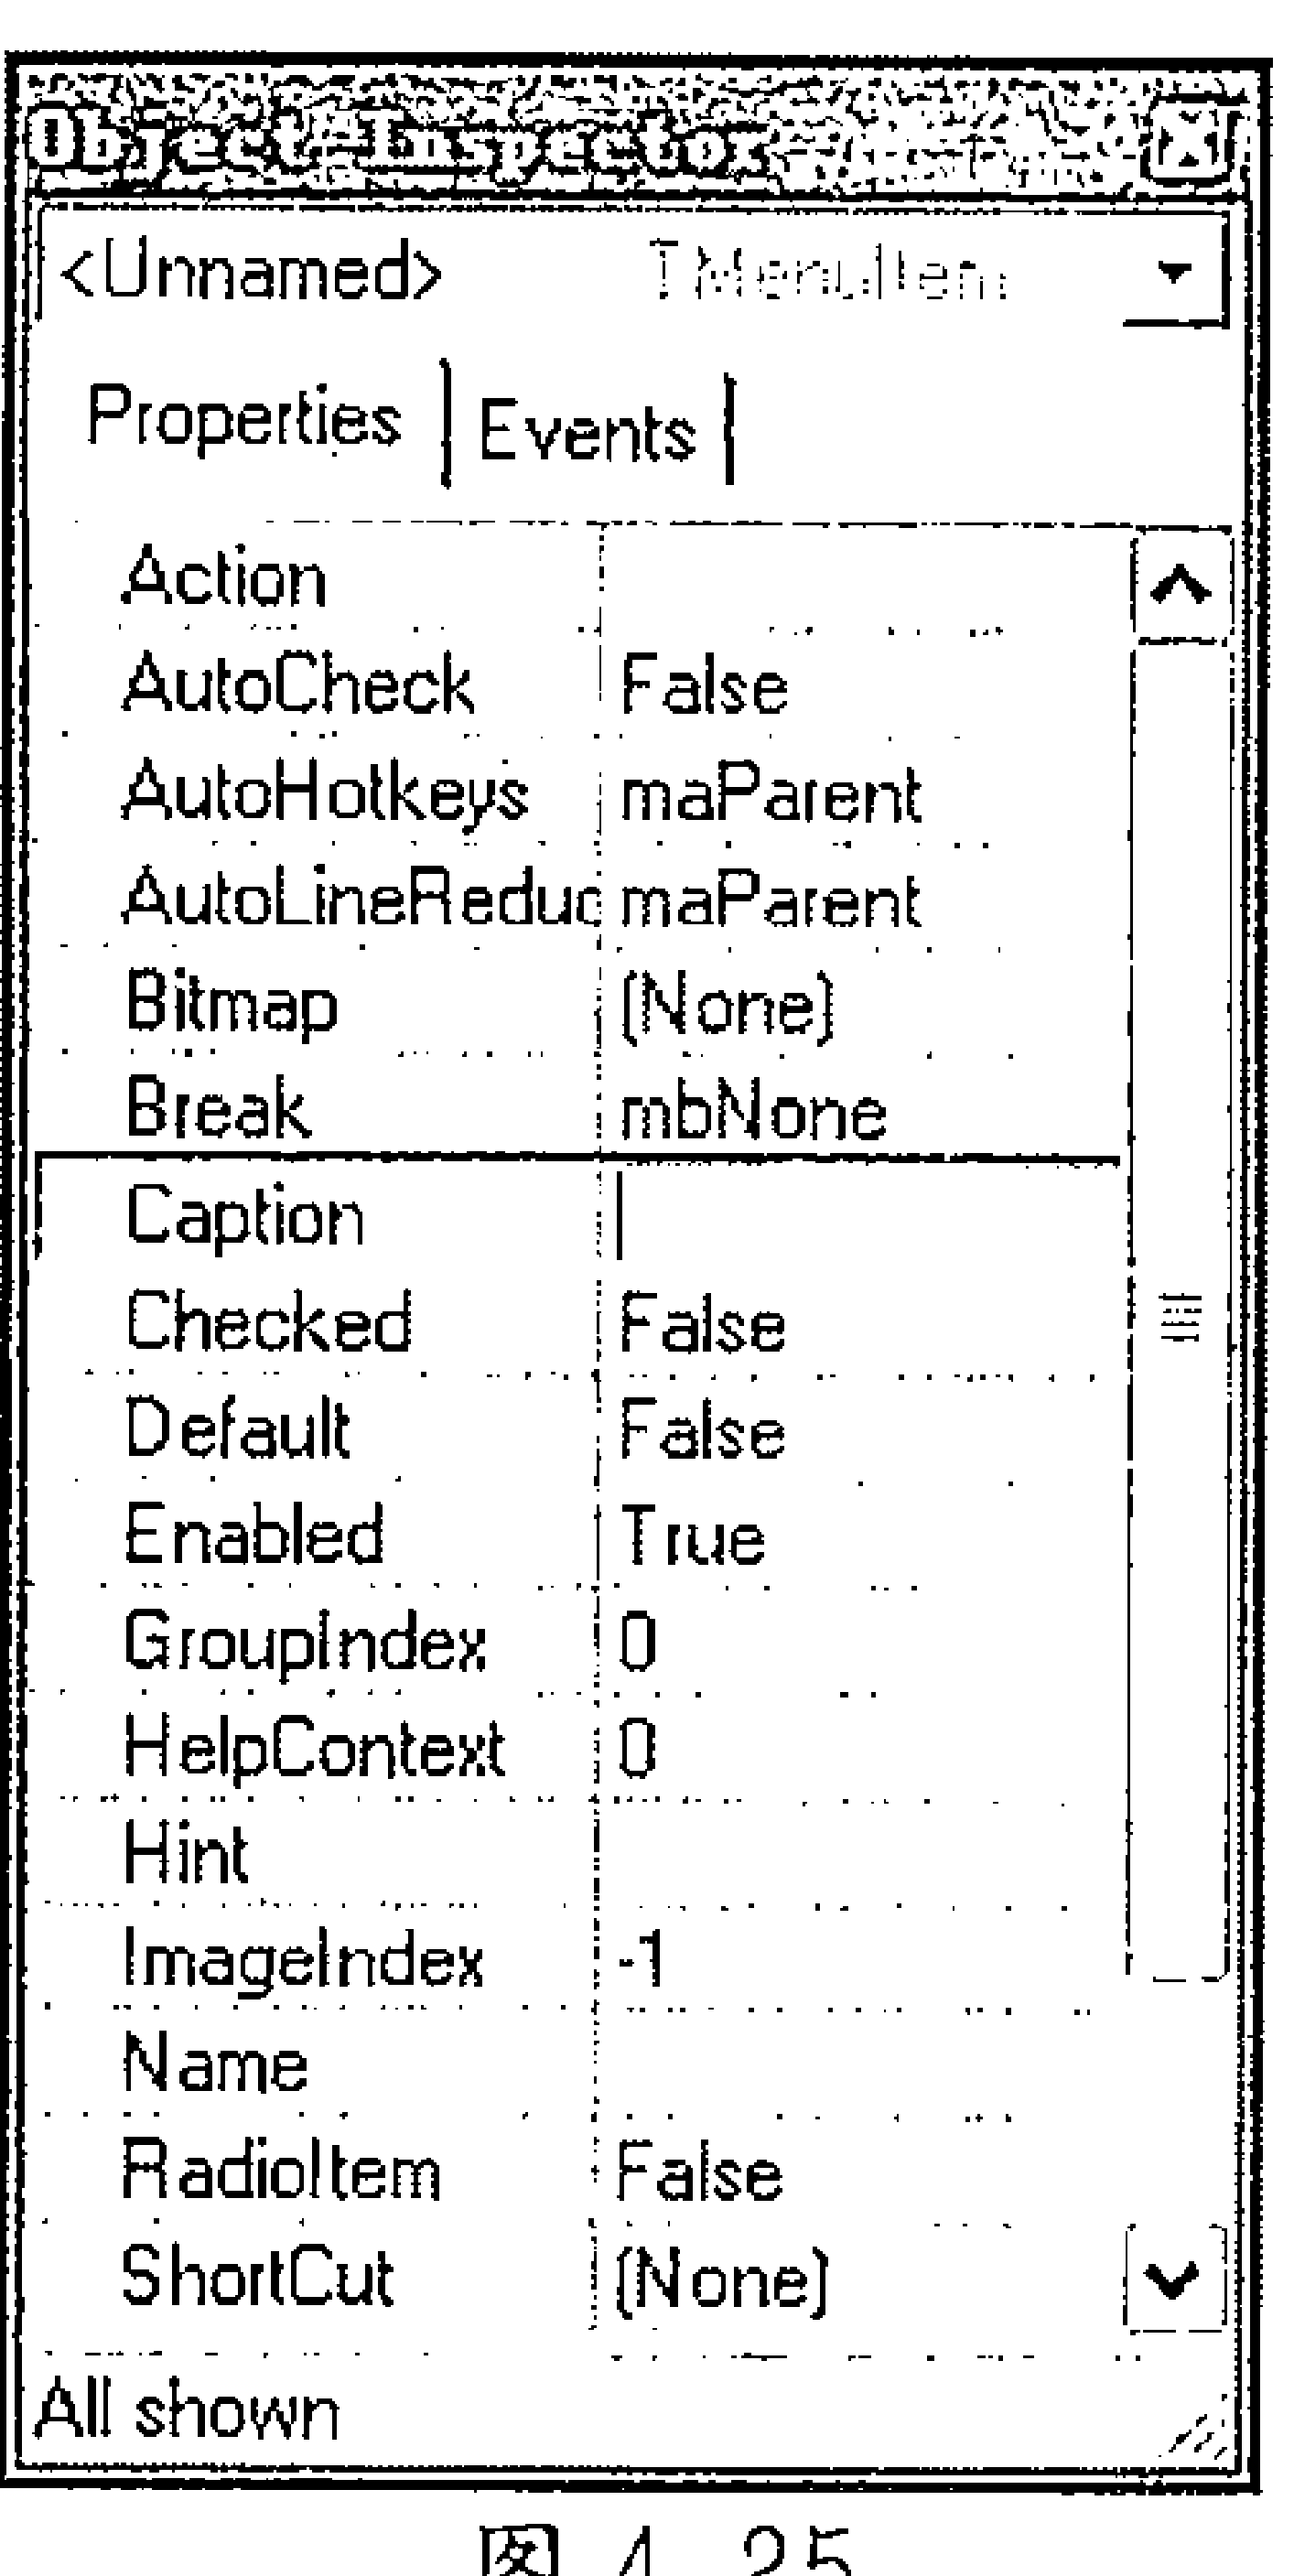 Object Inspector
<Unnamed> TMenuItem
Properties Events
Action
AutoCheck False
AutoHotkeys maParent
AutoLineReduc maParent
Bitmap (None)
Break mbNone
Caption
Checked False
Default False
Enabled True
GroupIndex 0
HelpContext 0
Hint
ImageIndex -1
Name
RadioItem False
ShortCut (None)
All shown
图 4-25